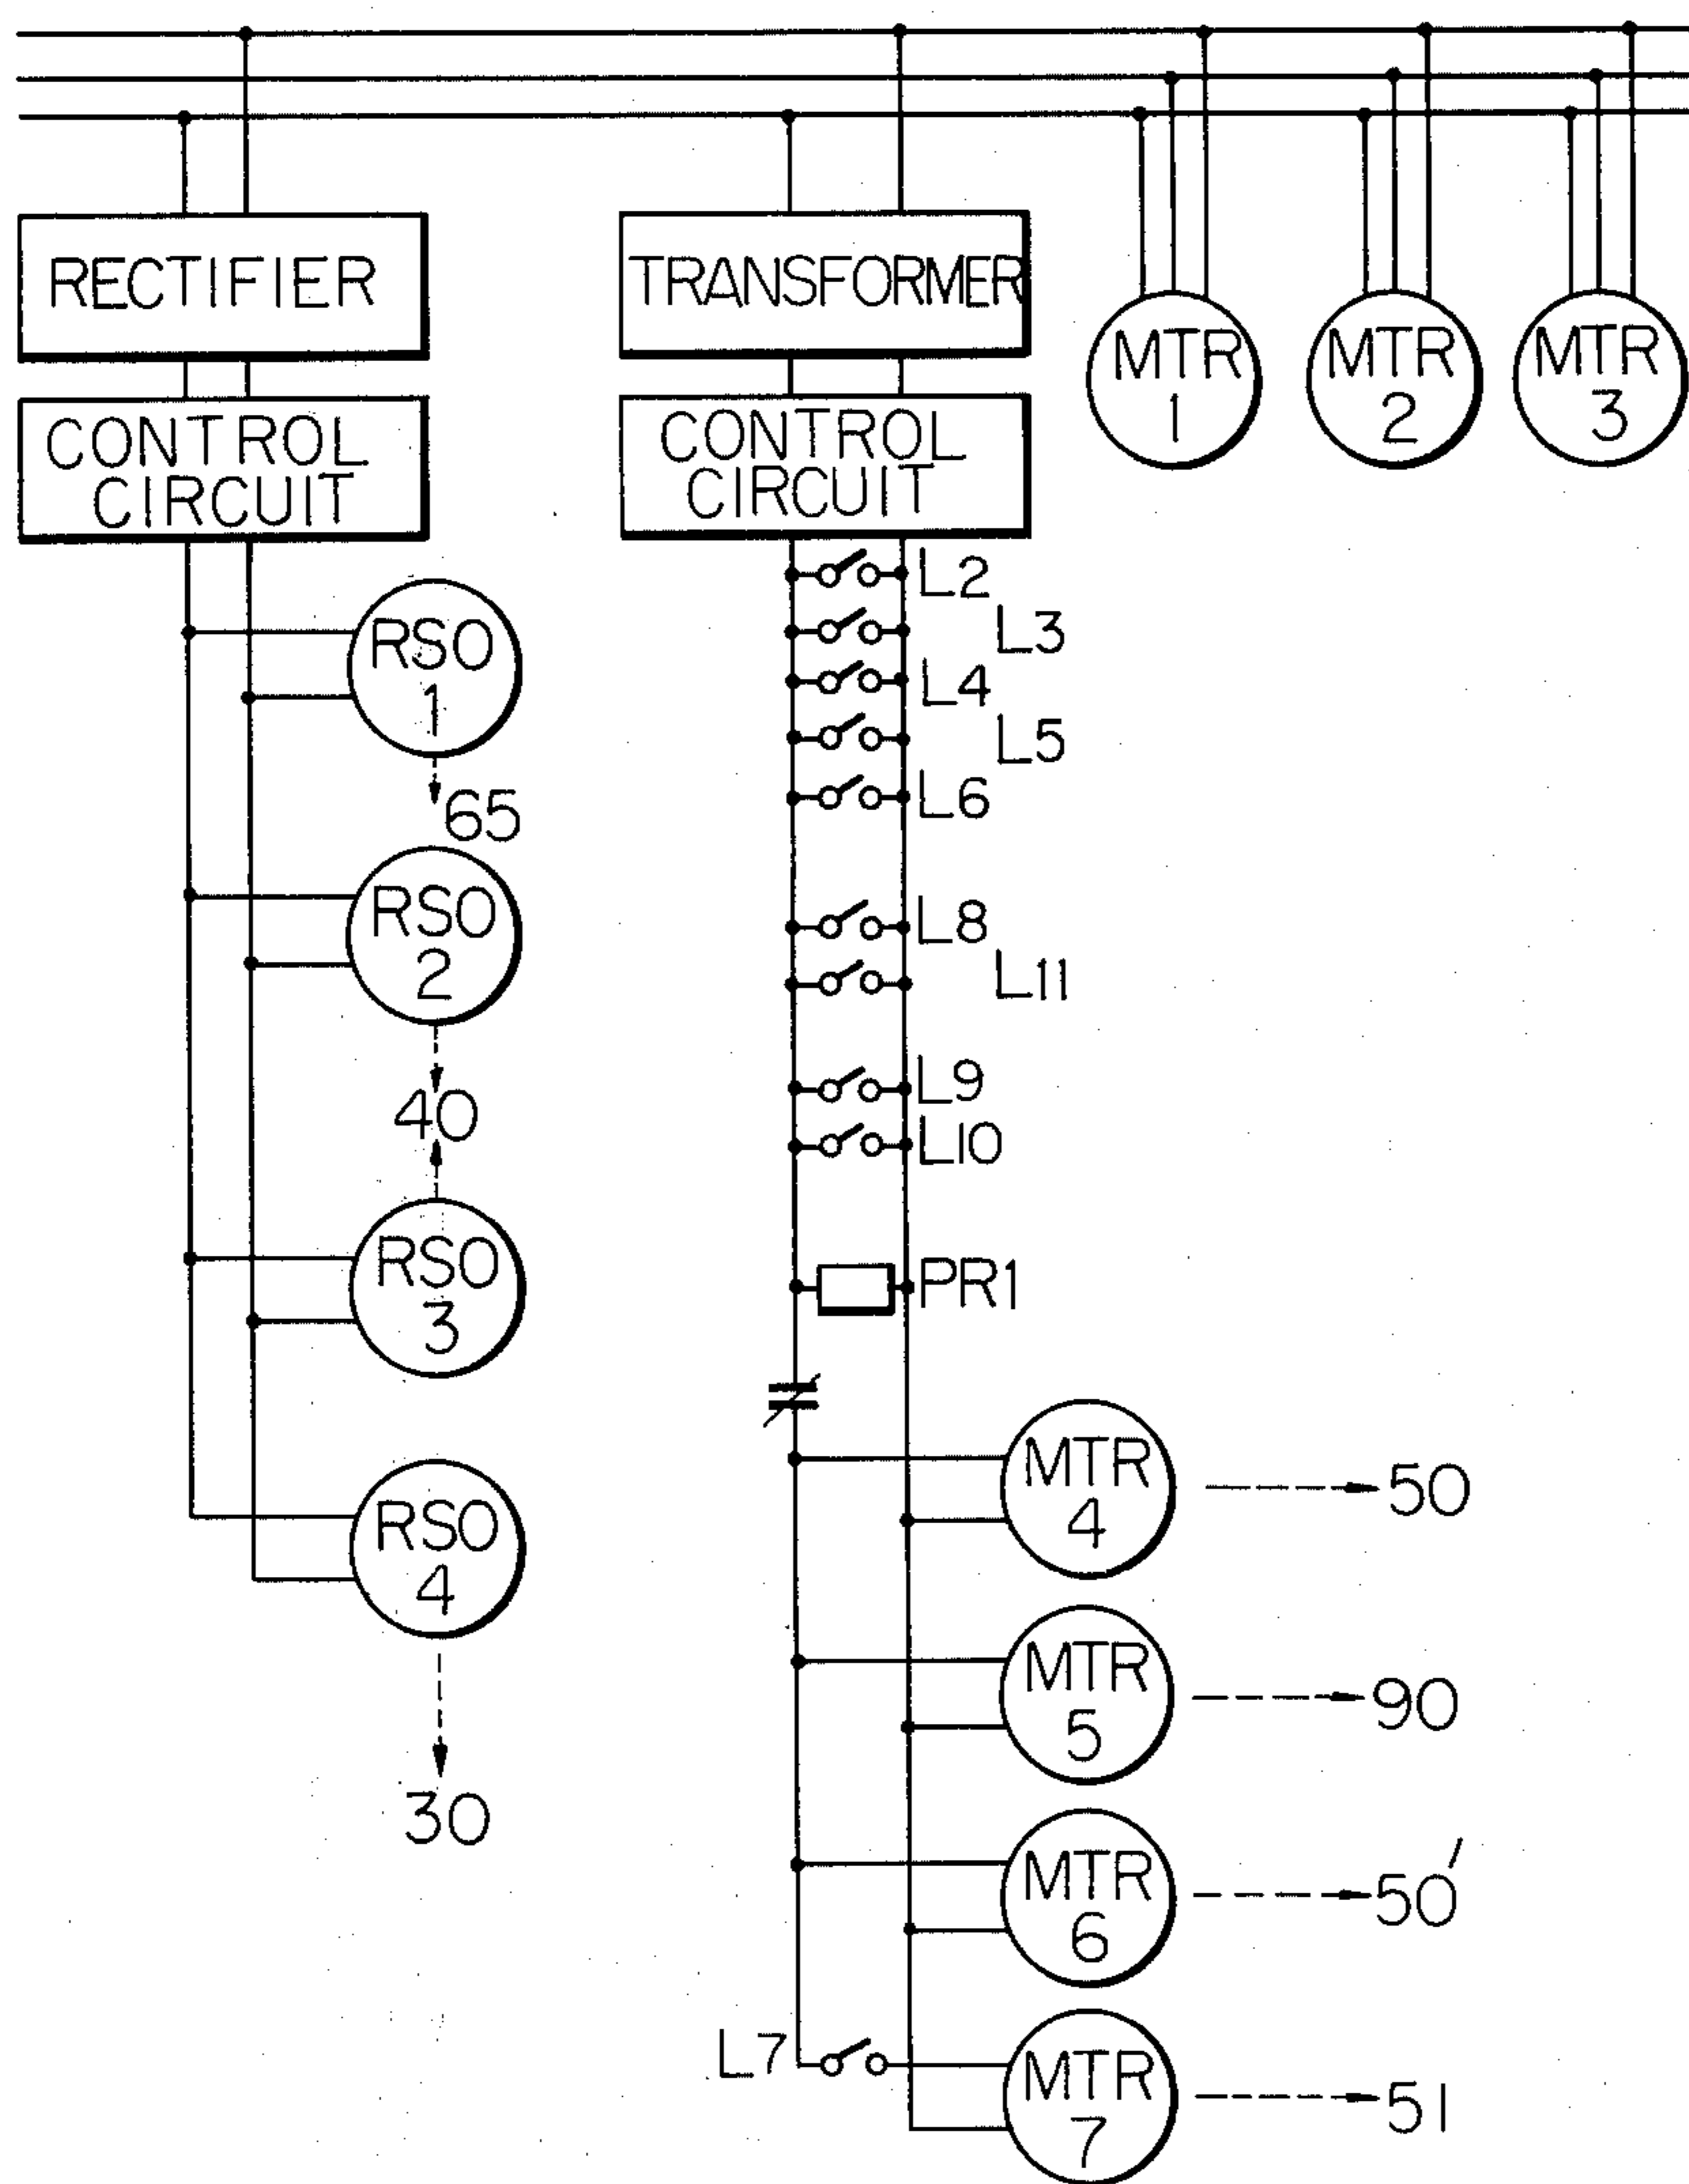 RECTIFIER
CONTROL
CIRCUIT
RSO
1
65
RSO
2
40
RSO
3
RSO
4
30
TRANSFORMER
CONTROL
CIRCUIT
L2
L3
L4
L5
L6
L8
L11
L9
L10
PR1
MTR
4
50
MTR
5
90
MTR
6
50'
L7
MTR
7
51
MTR
1
MTR
2
MTR
3